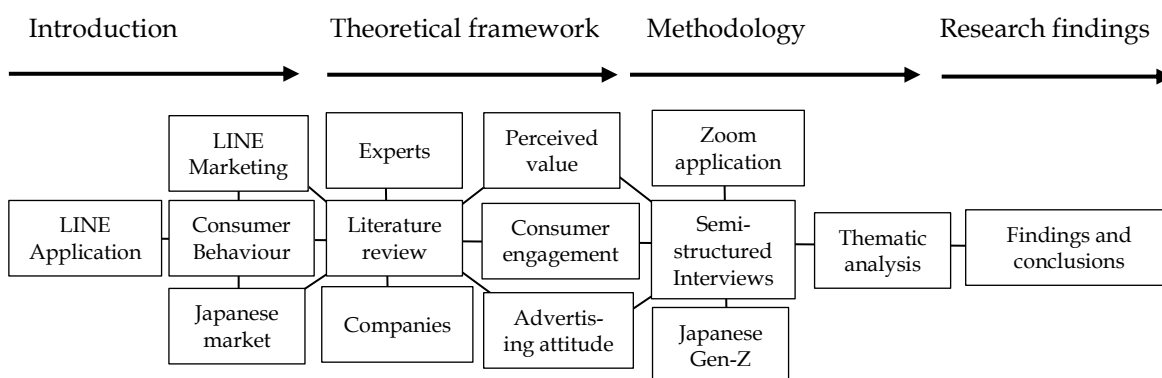 Introduction
Theoretical framework
Methodology
Research findings
LINE
Marketing
Experts
Perceived
value
Zoom
application
LINE
Application
Consumer
Behaviour
Literature
review
Consumer
engagement
Semi-
structured
Interviews
Thematic
analysis
Findings and
conclusions
Japanese
market
Companies
Advertis-
ing attitude
Japanese
Gen-Z